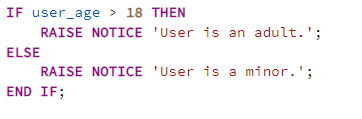 IF user_age > 18 THEN
    RAISE NOTICE 'User is an adult.';
ELSE
    RAISE NOTICE 'User is a minor.';
END IF;